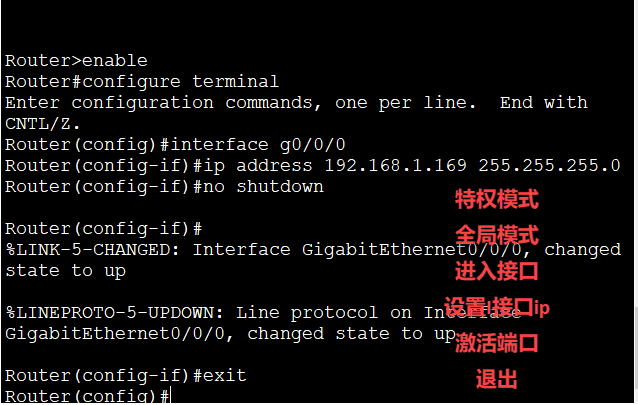 Router>enable
Router#configure terminal
Enter configuration commands, one per line.  End with
CNTL/Z.
Router(config)#interface g0/0/0
Router(config-if)#ip address 192.168.1.169 255.255.255.0
Router(config-if)#no shutdown
特权模式
Router(config-if)#
全局模式
%LINK-5-CHANGED: Interface GigabitEthernet0/0/0, changed
state to up
进入接口
设置接口ip
%LINEPROTO-5-UPDOWN: Line protocol on Interface
GigabitEthernet0/0/0, changed state to up
激活端口
Router(config-if)#exit
退出
Router(config)#